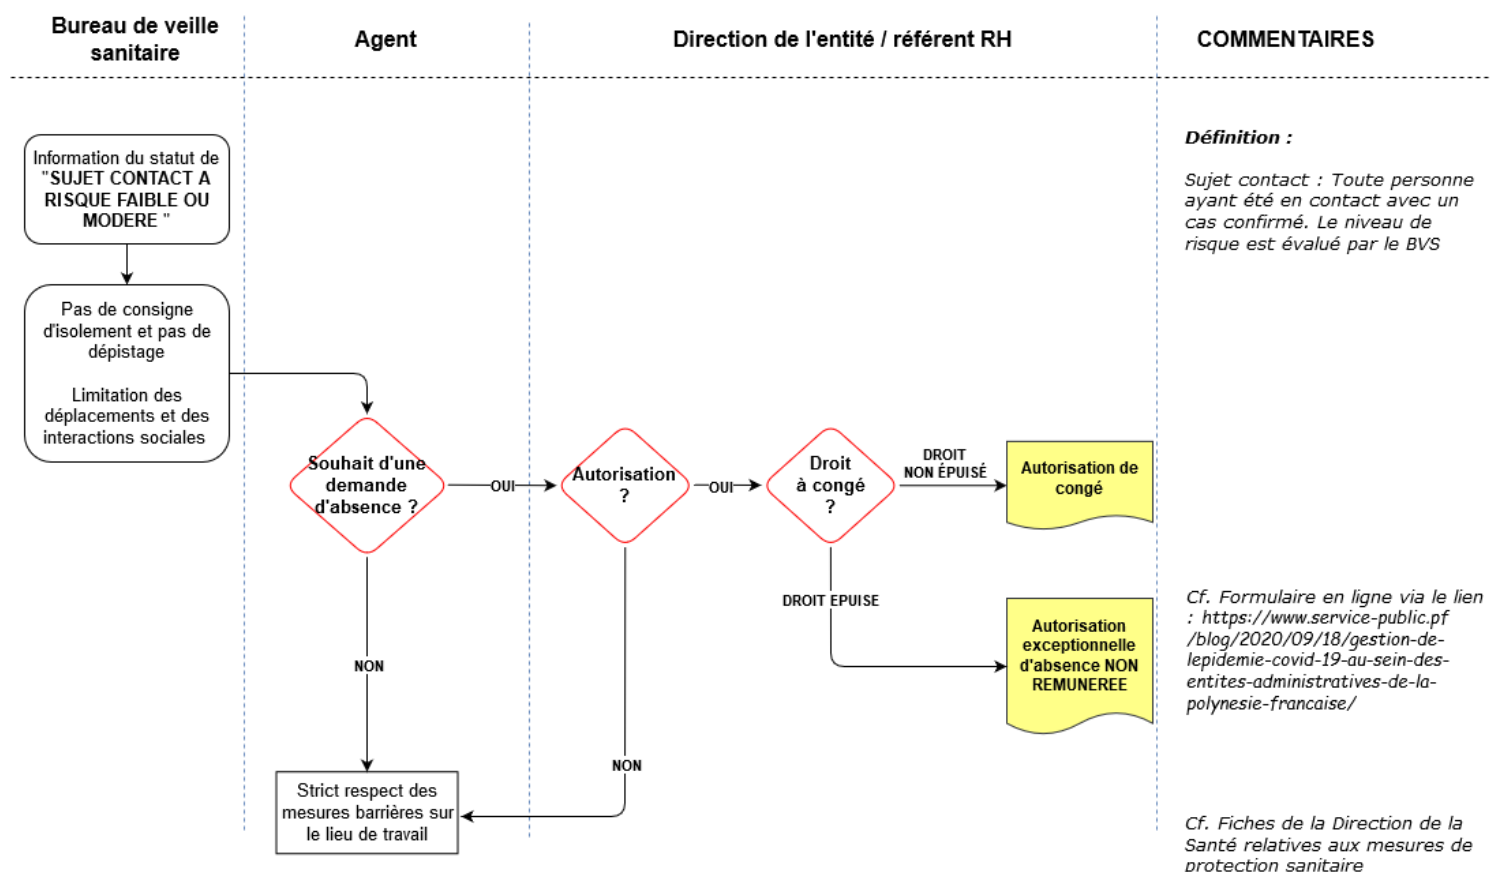 Bureau de veille
sanitaire
Agent
Direction de l'entité / référent RH
COMMENTAIRES
Information du statut de
"SUJET CONTACT A
RISQUE FAIBLE OU
MODERE "
Pas de consigne
d'isolement et pas de
dépistage
Limitation des
déplacements et des
interactions sociales
Souhait d'une
demande
d'absence ?
OUI
NON
Strict respect des
mesures barrières sur
le lieu de travail
Autorisation
?
OUI
NON
Droit
à congé
?
DROIT
NON ÉPUISÉ
DROIT EPUISE
Autorisation de
congé
Autorisation
exceptionnelle
d'absence NON
REMUNEREE
Définition :
Sujet contact : Toute personne
ayant été en contact avec un
cas confirmé. Le niveau de
risque est évalué par le BVS
Cf. Formulaire en ligne via le lien
: https://www.service-public.pf
/blog/2020/09/18/gestion-de-
lepidemie-covid-19-au-sein-des-
entites-administratives-de-la-
polynesie-francaise/
Cf. Fiches de la Direction de la
Santé relatives aux mesures de
protection sanitaire